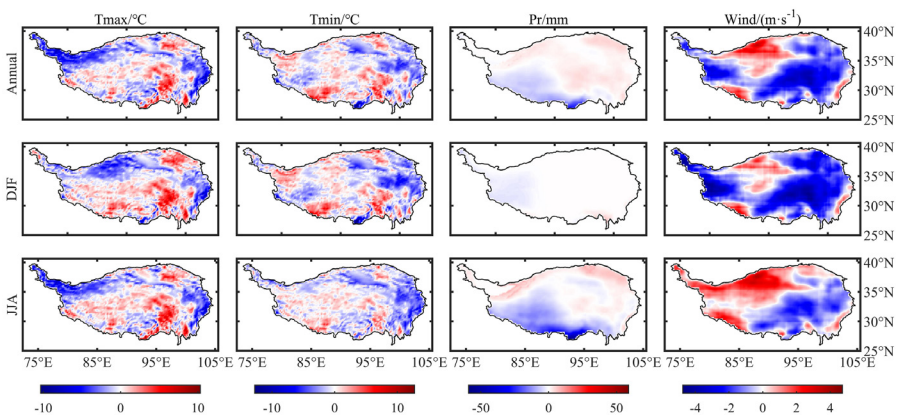 Tmax/℃ Tmin/℃ Pr/mm Wind/(m·s⁻¹)
Annual 40°N
35°N
30°N
25°N
DJF 40°N
35°N
30°N
25°N
JJA 40°N
35°N
30°N
25°N
75°E 85°E 95°E 105°E 75°E 85°E 95°E 105°E 75°E 85°E 95°E 105°E 75°E 85°E 95°E 105°E
-10 0 10 -10 0 10 -50 0 50 -4 -2 0 2 4